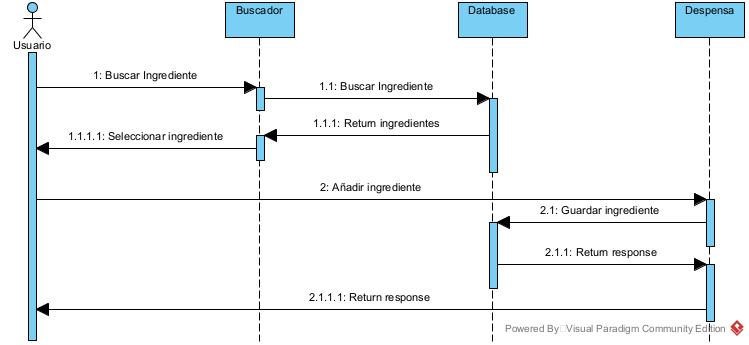 Buscador
Database
Despensa
Usuario
1: Buscar Ingrediente
1.1: Buscar Ingrediente
1.1.1: Return ingredientes
1.1.1.1: Seleccionar ingrediente
2: Añadir ingrediente
2.1: Guardar ingrediente
2.1.1: Return response
2.1.1.1: Return response
Powered By Visual Paradigm Community Edition